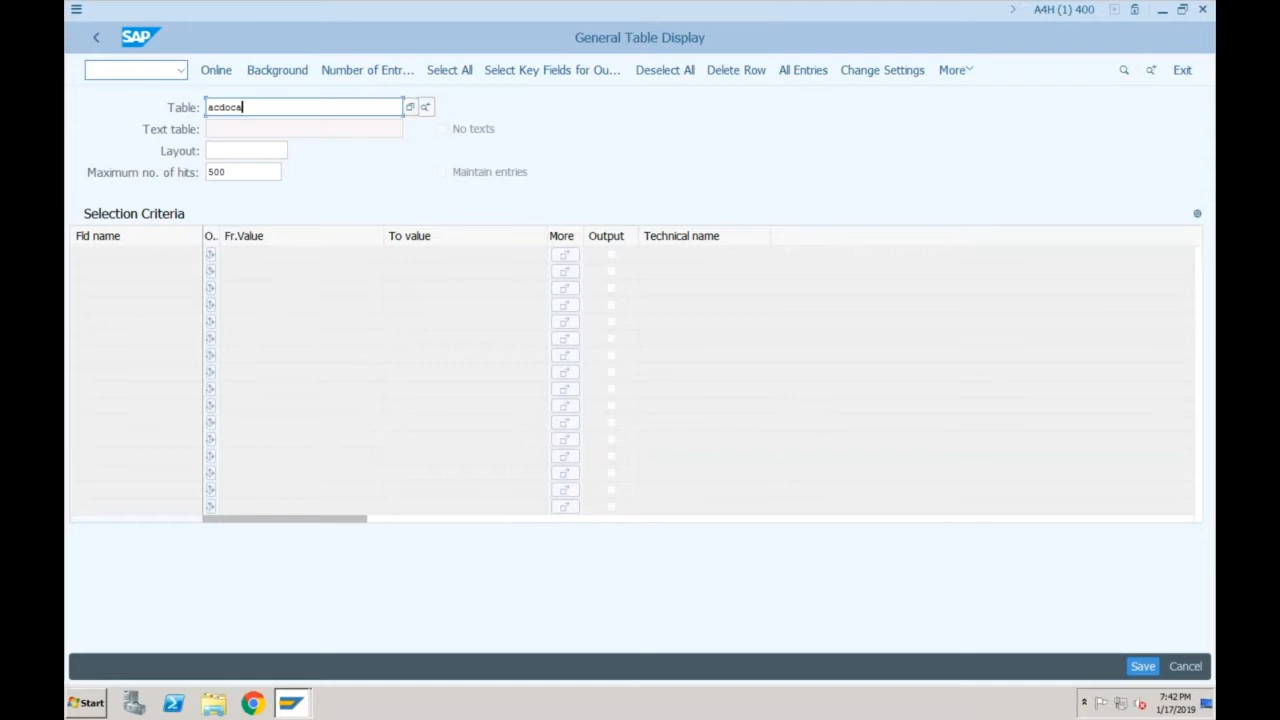 A4H (1) 400
SAP
General Table Display
Online Background Number of Entr... Select All Select Key Fields for Ou... Deselect All Delete Row All Entries Change Settings More Exit
Table: acdoca
Text table: No texts
Layout:
Maximum no. of hits: 500 Maintain entries
Selection Criteria
Fld name O.. Fr.Value To value More Output Technical name
Save Cancel
Start 7:42 PM
1/17/2019